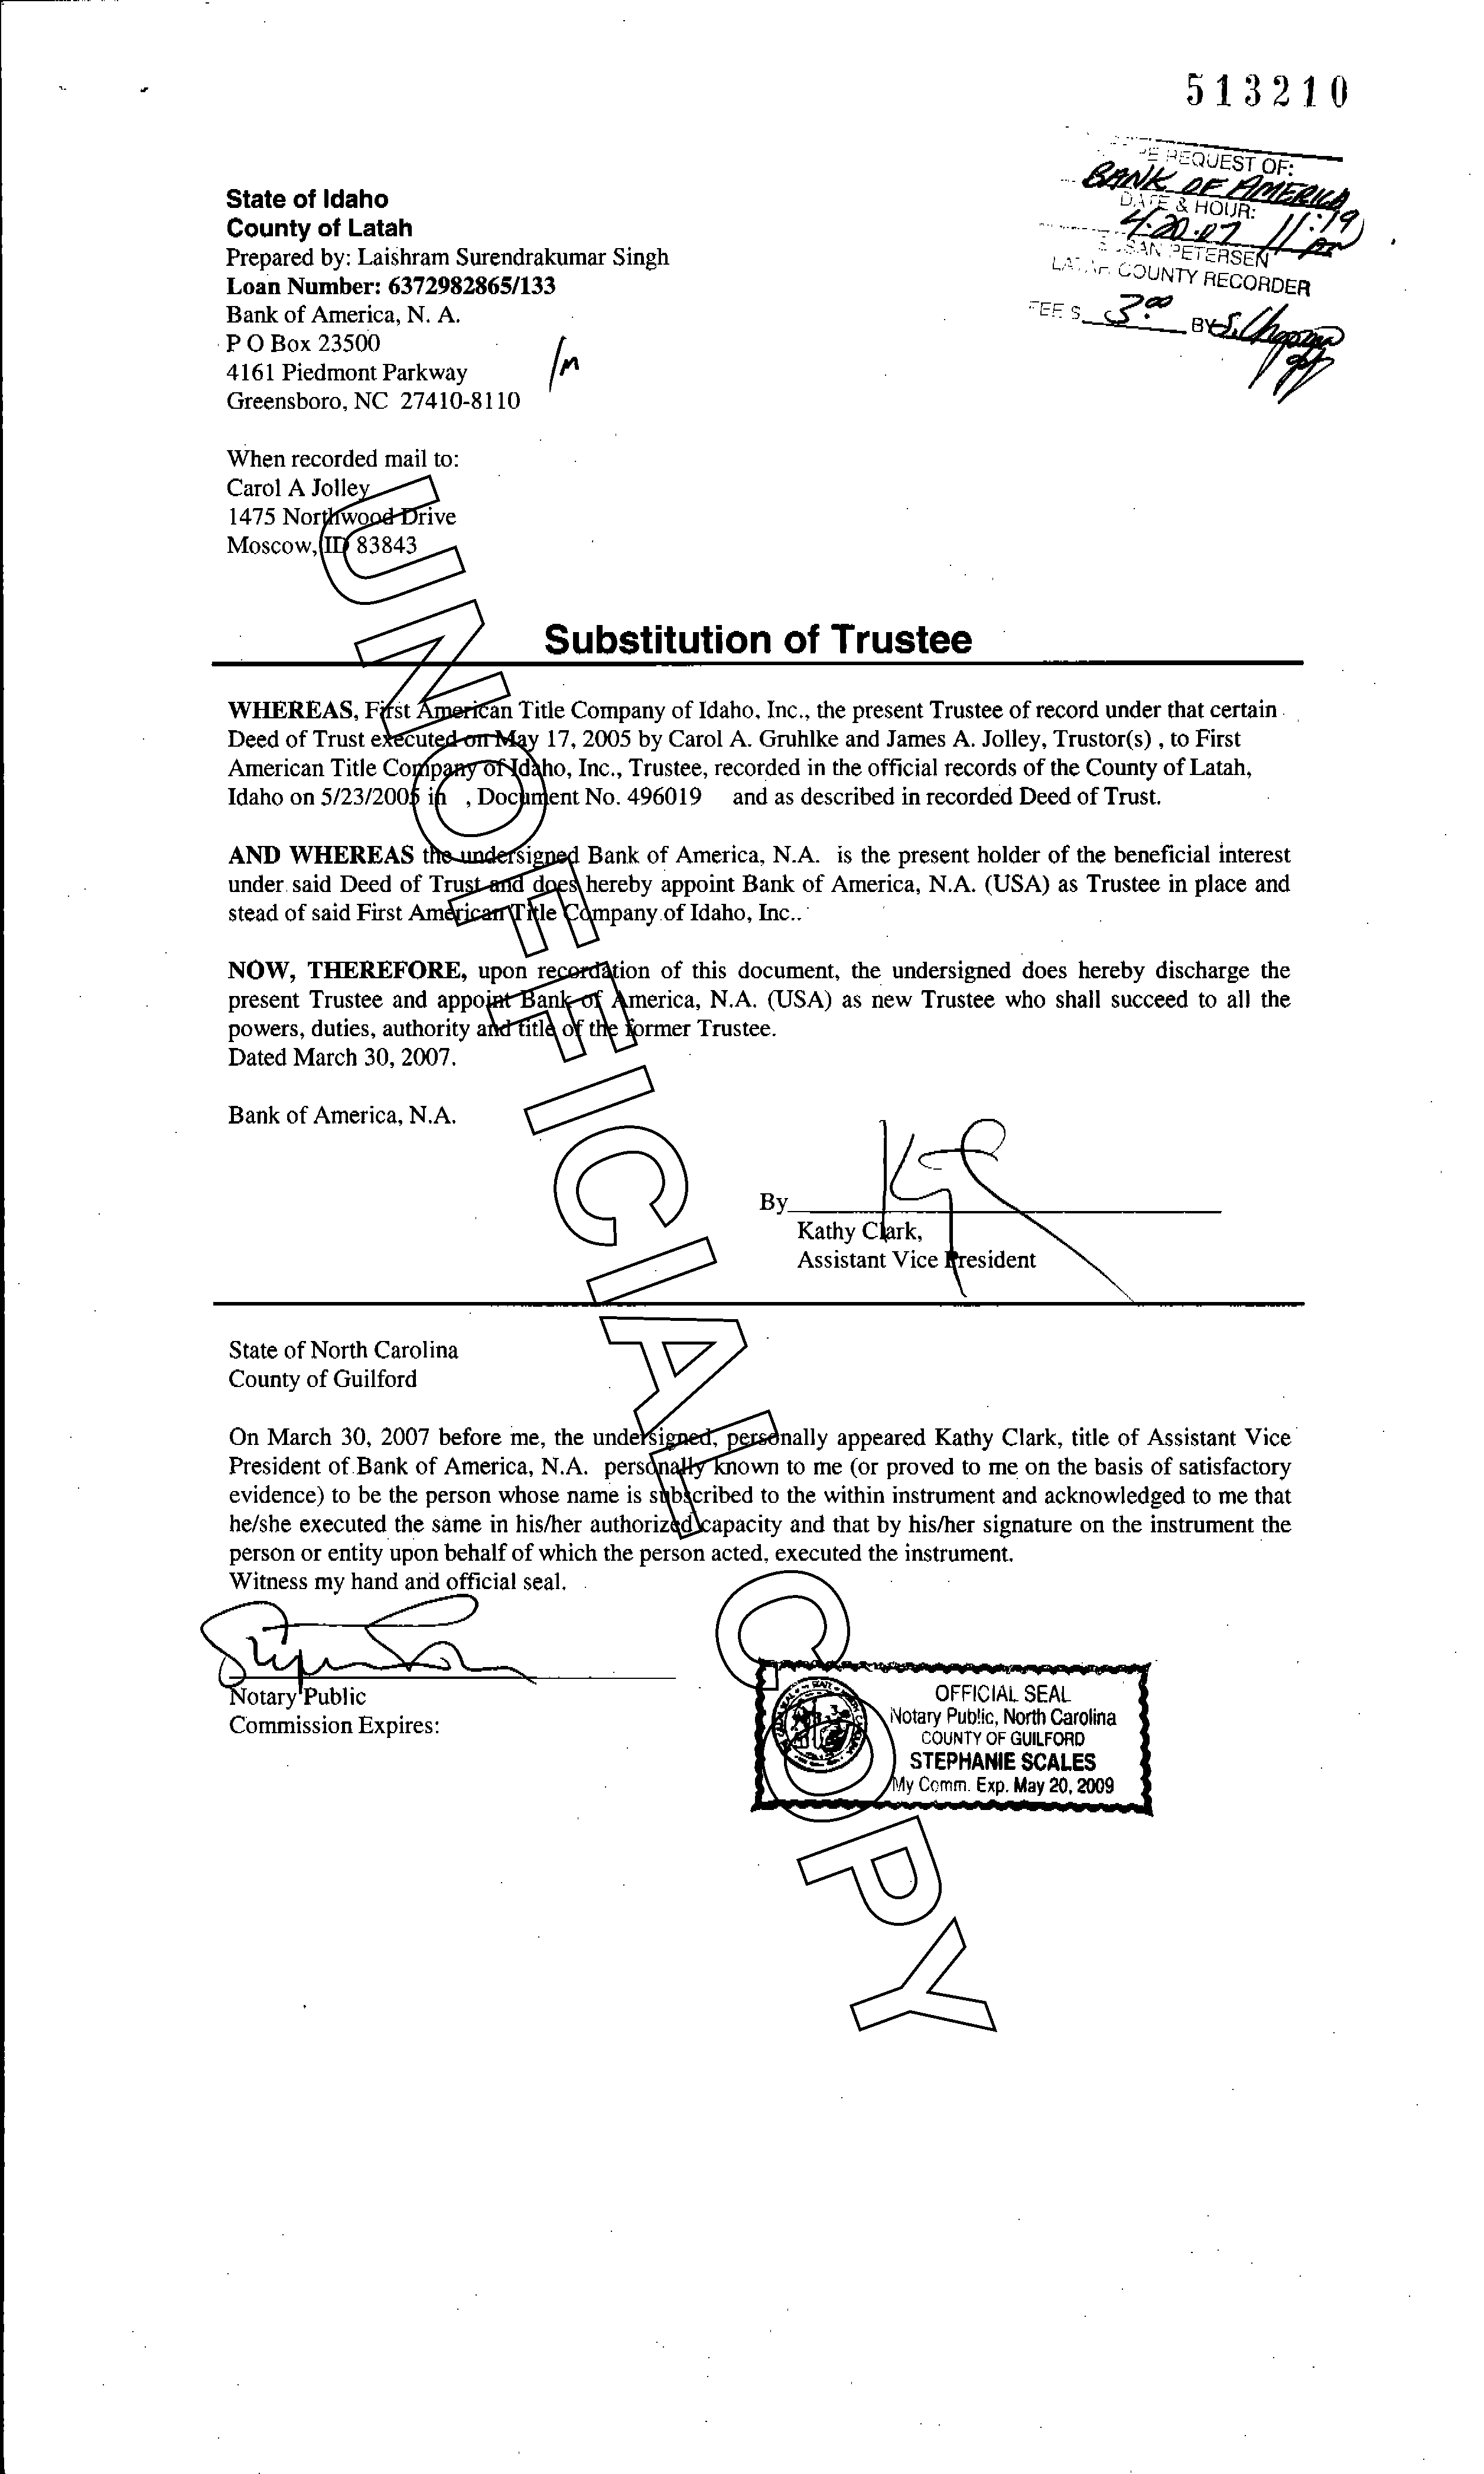 513210
REQUEST OF:
BANK OF AMERICA
DATE & HOUR:
4.20.07 11:19 AM
SUSAN PETERSEN
LATAH COUNTY RECORDER
FEE $ 3.00 BY
State of Idaho
County of Latah
Prepared by: Laishram Surendrakumar Singh
Loan Number: 6372982865/133
Bank of America, N. A.
P O Box 23500
4161 Piedmont Parkway
Greensboro, NC 27410-8110
When recorded mail to:
Carol A Jolley
1475 Northwood Drive
Moscow, ID 83843
Substitution of Trustee
WHEREAS, First American Title Company of Idaho, Inc., the present Trustee of record under that certain
Deed of Trust executed on May 17, 2005 by Carol A. Gruhlke and James A. Jolley, Trustor(s) , to First
American Title Company of Idaho, Inc., Trustee, recorded in the official records of the County of Latah,
Idaho on 5/23/2005 in , Document No. 496019 and as described in recorded Deed of Trust.
AND WHEREAS the undersigned Bank of America, N.A. is the present holder of the beneficial interest
under said Deed of Trust and does hereby appoint Bank of America, N.A. (USA) as Trustee in place and
stead of said First American Title Company of Idaho, Inc..
NOW, THEREFORE, upon recordation of this document, the undersigned does hereby discharge the
present Trustee and appoint Bank of America, N.A. (USA) as new Trustee who shall succeed to all the
powers, duties, authority and title of the former Trustee.
Dated March 30, 2007.
Bank of America, N.A.
By
Kathy Clark,
Assistant Vice President
State of North Carolina
County of Guilford
On March 30, 2007 before me, the undersigned, personally appeared Kathy Clark, title of Assistant Vice
President of Bank of America, N.A. personally known to me (or proved to me on the basis of satisfactory
evidence) to be the person whose name is subscribed to the within instrument and acknowledged to me that
he/she executed the same in his/her authorized capacity and that by his/her signature on the instrument the
person or entity upon behalf of which the person acted, executed the instrument.
Witness my hand and official seal.
Notary Public
Commission Expires:
OFFICIAL SEAL
Notary Public, North Carolina
COUNTY OF GUILFORD
STEPHANIE SCALES
My Comm. Exp. May 20, 2009
UNOFFICIAL COPY